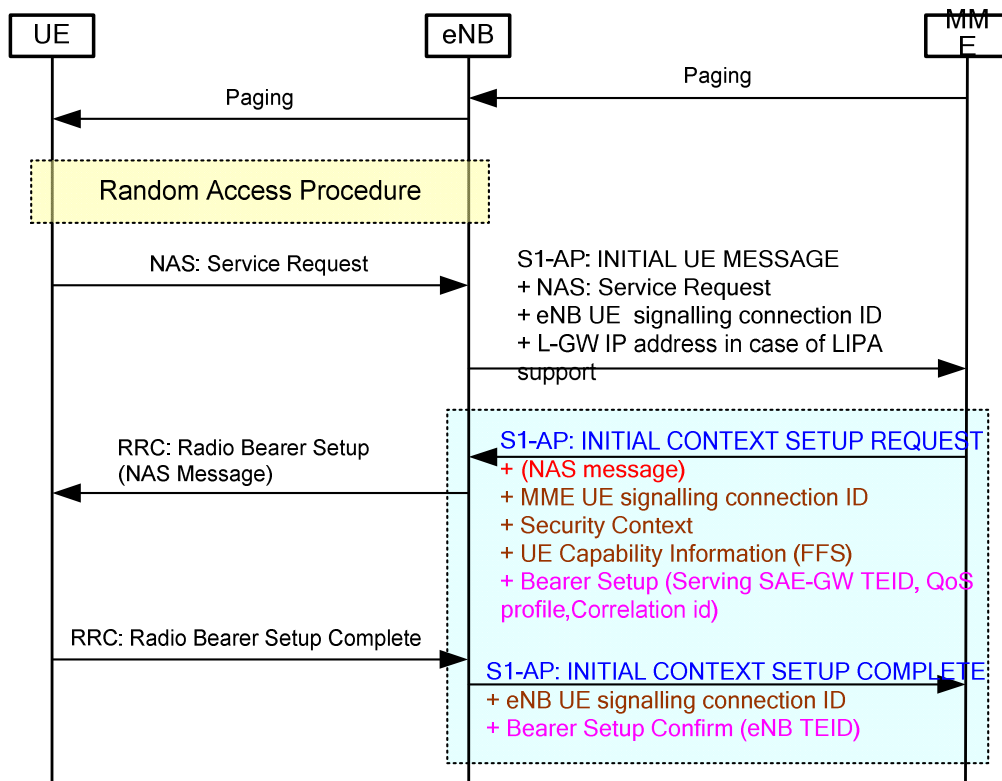 UE
eNB
MM
E
Paging
Paging
Random Access Procedure
NAS: Service Request
S1-AP: INITIAL UE MESSAGE
+ NAS: Service Request
+ eNB UE  signalling connection ID
+ L-GW IP address in case of LIPA
support
S1-AP: INITIAL CONTEXT SETUP REQUEST
+ (NAS message)
+ MME UE signalling connection ID
+ Security Context
+ UE Capability Information (FFS)
+ Bearer Setup (Serving SAE-GW TEID, QoS
profile,Correlation id)
RRC: Radio Bearer Setup
(NAS Message)
RRC: Radio Bearer Setup Complete
S1-AP: INITIAL CONTEXT SETUP COMPLETE
+ eNB UE signalling connection ID
+ Bearer Setup Confirm (eNB TEID)